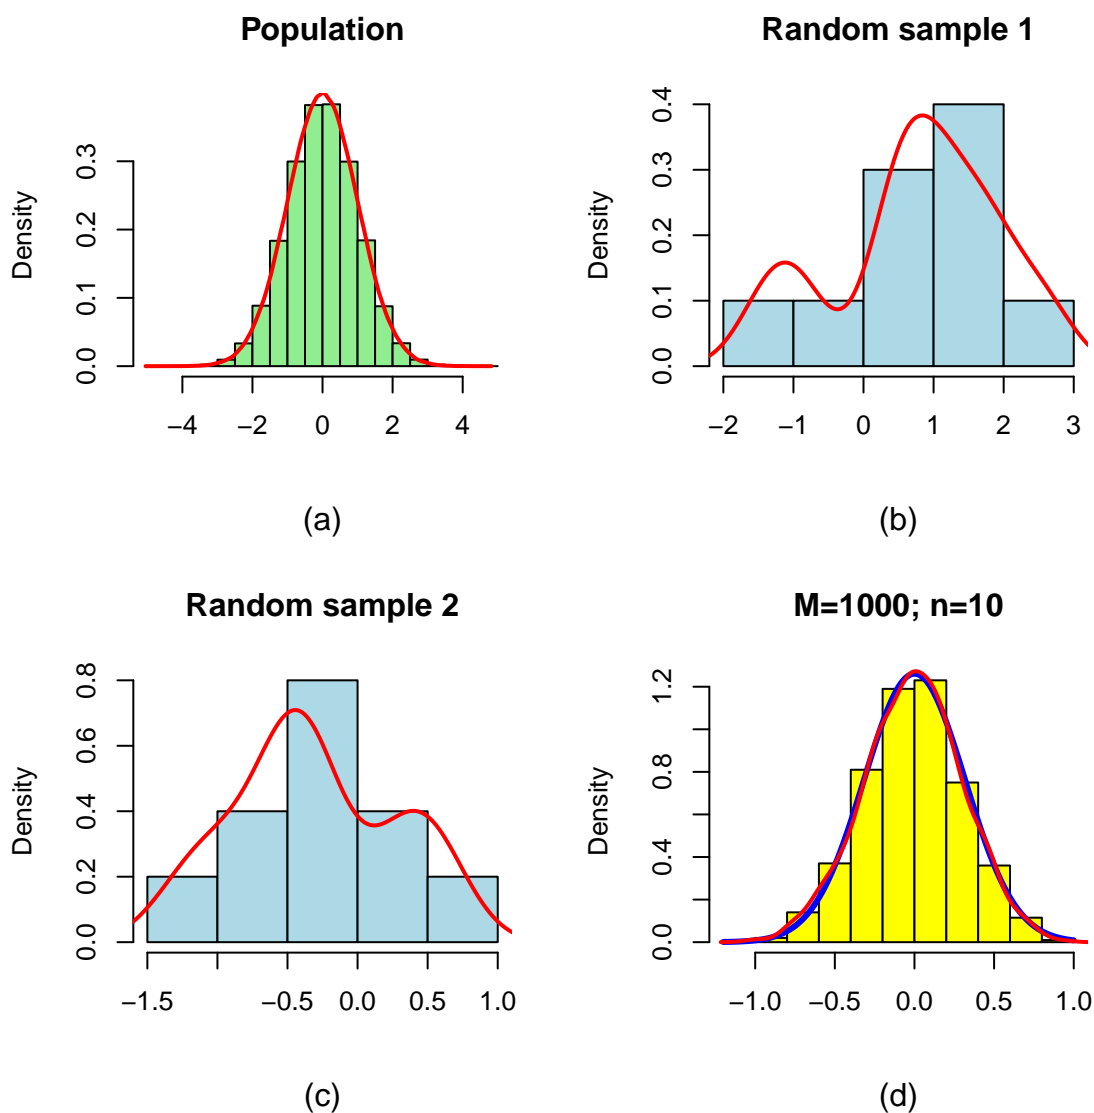 Population
Density
0.0 0.1 0.2 0.3
−4 −2 0 2 4
(a)
Random sample 1
Density
0.0 0.1 0.2 0.3 0.4
−2 −1 0 1 2 3
(b)
Random sample 2
Density
0.0 0.2 0.4 0.6 0.8
−1.5 −0.5 0.0 0.5 1.0
(c)
M=1000; n=10
Density
0.0 0.4 0.8 1.2
−1.0 −0.5 0.0 0.5 1.0
(d)